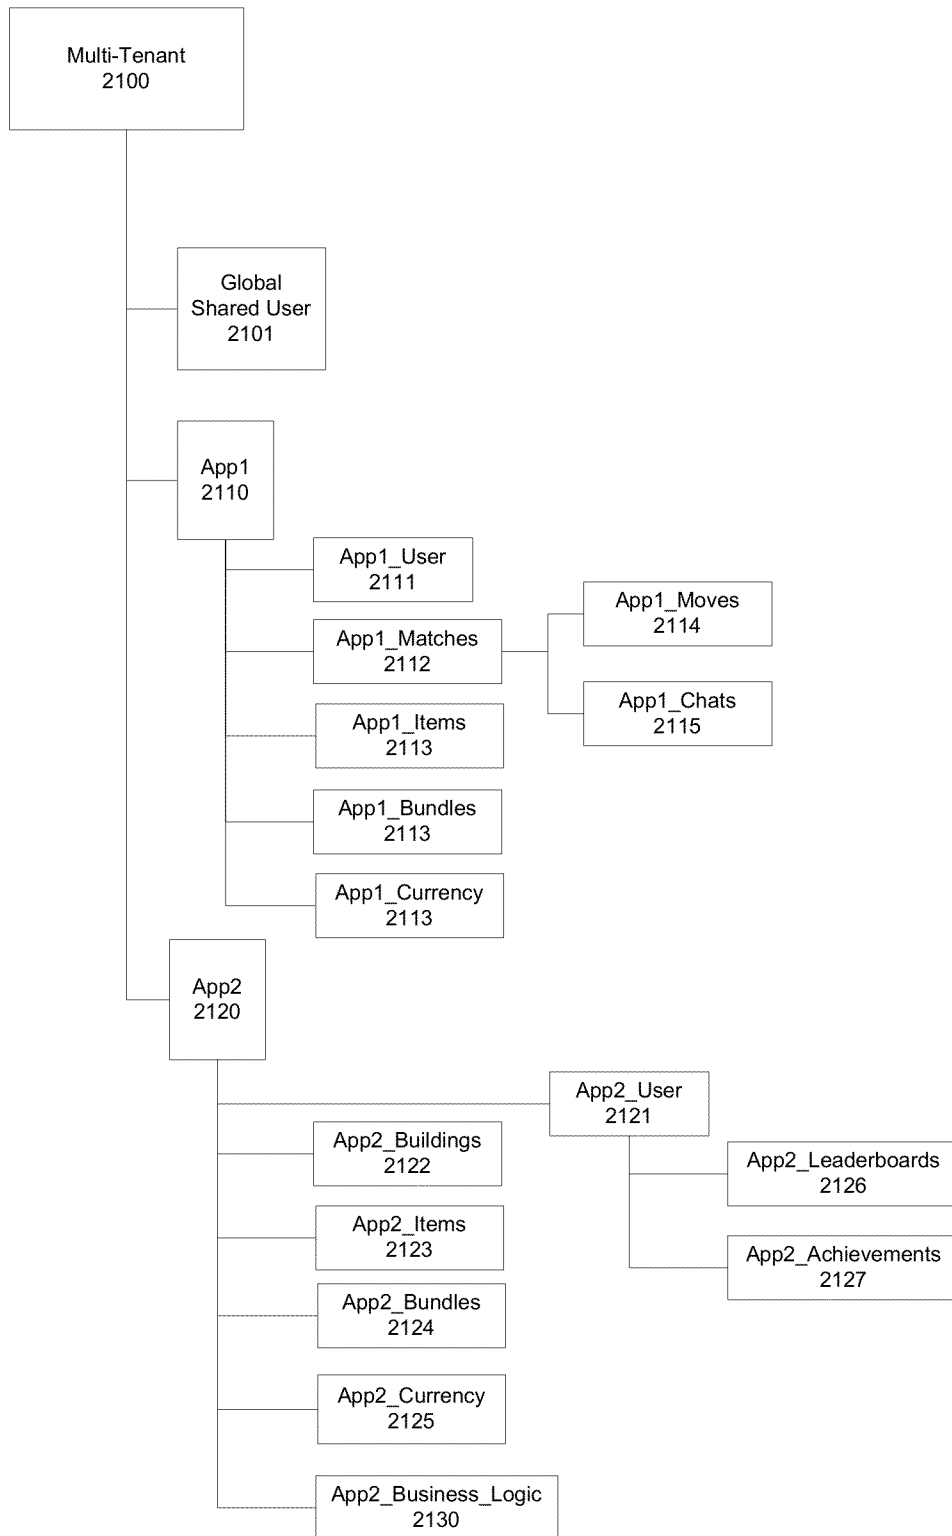 Multi-Tenant
2100
Global
Shared User
2101
App1
2110
App1_User
2111
App1_Matches
2112
App1_Moves
2114
App1_Chats
2115
App1_Items
2113
App1_Bundles
2113
App1_Currency
2113
App2
2120
App2_User
2121
App2_Buildings
2122
App2_Leaderboards
2126
App2_Items
2123
App2_Achievements
2127
App2_Bundles
2124
App2_Currency
2125
App2_Business_Logic
2130